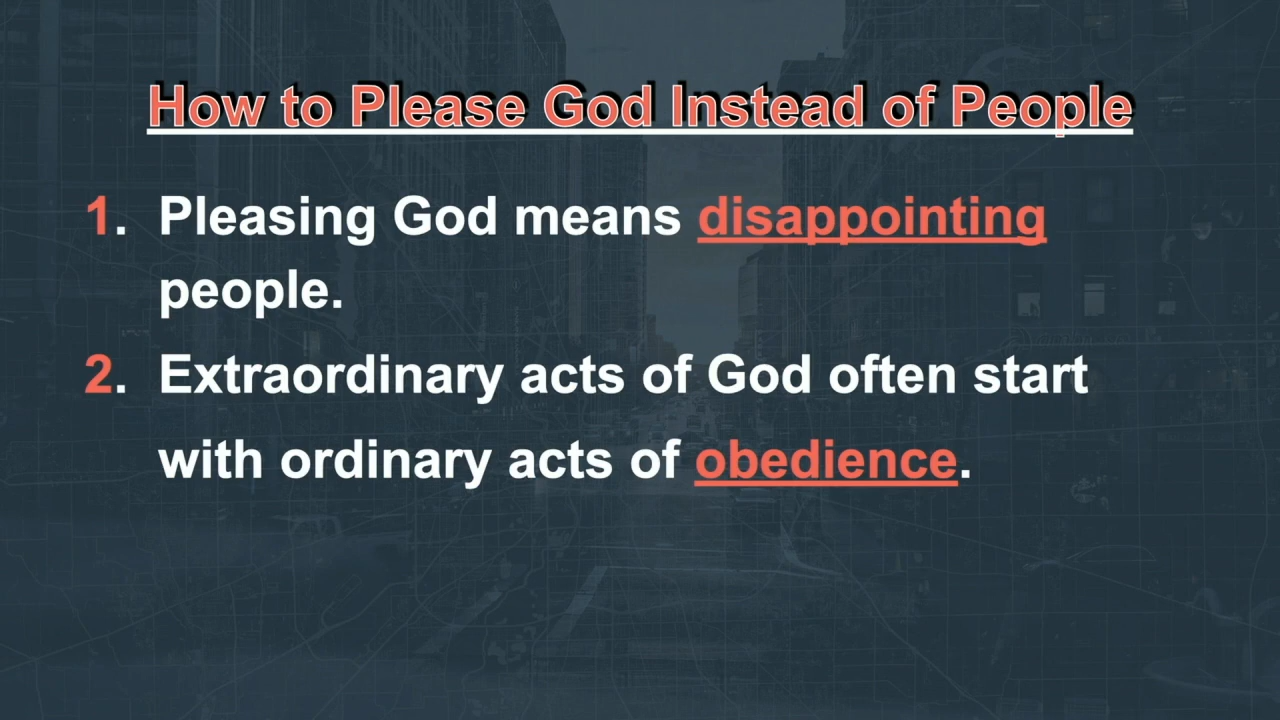 How to Please God Instead of People
1. Pleasing God means disappointing
people.
2. Extraordinary acts of God often start
with ordinary acts of obedience.